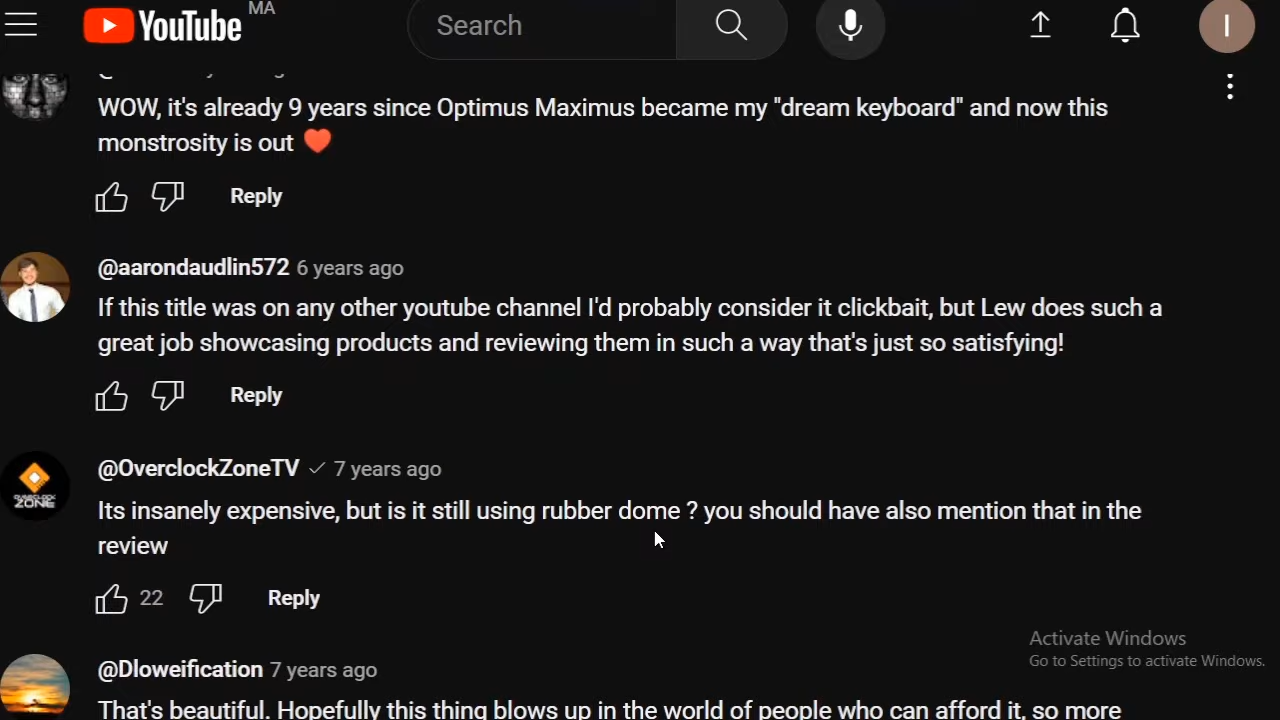 YouTube MA
Search
I
WOW, it's already 9 years since Optimus Maximus became my "dream keyboard" and now this
monstrosity is out ❤️
Reply
@aarondaudlin572 6 years ago
If this title was on any other youtube channel I'd probably consider it clickbait, but Lew does such a
great job showcasing products and reviewing them in such a way that's just so satisfying!
Reply
OVERCLOCK
ZONE
@OverclockZoneTV 7 years ago
Its insanely expensive, but is it still using rubber dome ? you should have also mention that in the
review
22 Reply
Activate Windows
Go to Settings to activate Windows.
@Dloweification 7 years ago
That's beautiful. Hopefully this thing blows up in the world of people who can afford it, so more